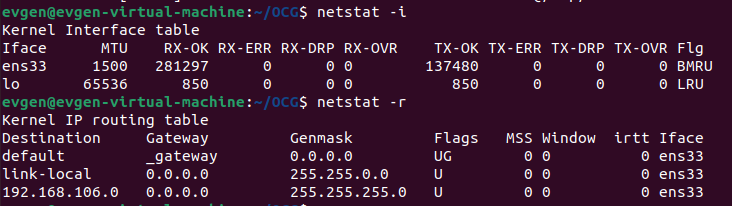 evgen@evgen-virtual-machine:~/OCG$ netstat -i
Kernel Interface table
Iface      MTU    RX-OK RX-ERR RX-DRP RX-OVR    TX-OK TX-ERR TX-DRP TX-OVR Flg
ens33     1500   281297      0      0 0        137480      0      0      0 BMRU
lo       65536      850      0      0 0           850      0      0      0 LRU
evgen@evgen-virtual-machine:~/OCG$ netstat -r
Kernel IP routing table
Destination     Gateway         Genmask         Flags   MSS Window  irtt Iface
default         _gateway        0.0.0.0         UG        0 0          0 ens33
link-local      0.0.0.0         255.255.0.0     U         0 0          0 ens33
192.168.106.0   0.0.0.0         255.255.255.0   U         0 0          0 ens33